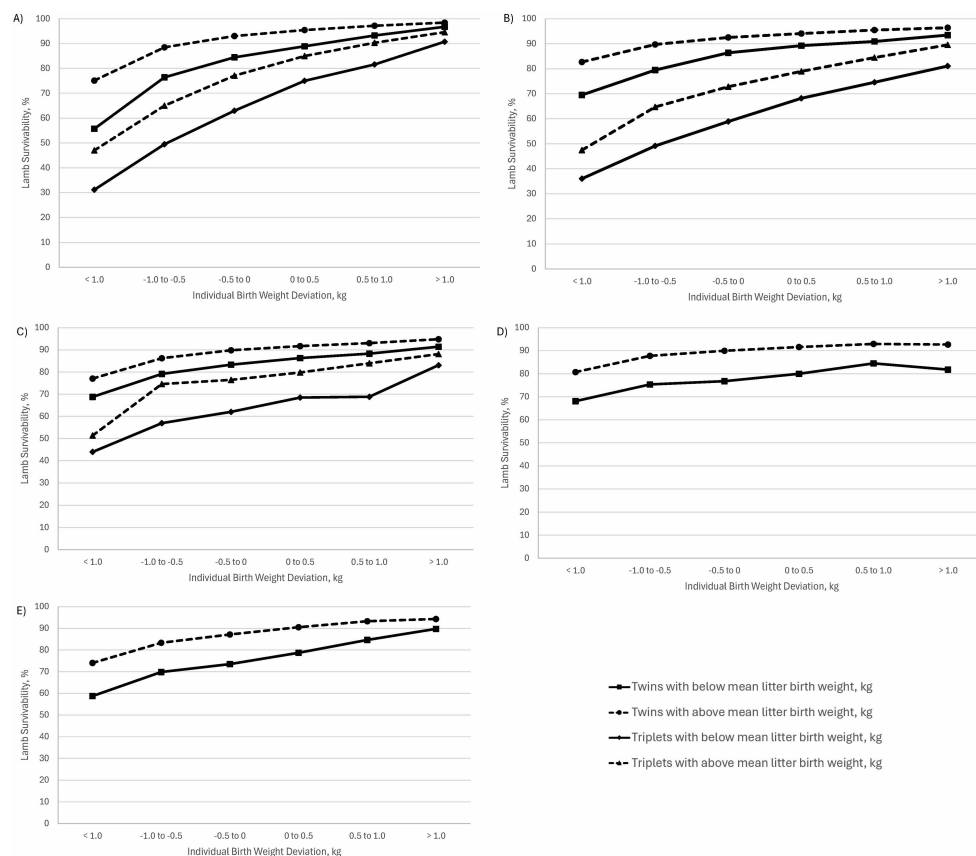 A)
Lamb Survivability, %
100
90
80
70
60
50
40
30
20
10
0
< 1.0 -1.0 to -0.5 -0.5 to 0 0 to 0.5 0.5 to 1.0 > 1.0
Individual Birth Weight Deviation, kg
B)
Lamb Survivability, %
100
90
80
70
60
50
40
30
20
10
0
< 1.0 -1.0 to -0.5 -0.5 to 0 0 to 0.5 0.5 to 1.0 > 1.0
Individual Birth Weight Deviation, kg
C)
Lamb Survivability, %
100
90
80
70
60
50
40
30
20
10
0
< 1.0 -1.0 to -0.5 -0.5 to 0 0 to 0.5 0.5 to 1.0 > 1.0
Individual Birth Weight Deviation, kg
D)
Lamb Survivability, %
100
90
80
70
60
50
40
30
20
10
0
< 1.0 -1.0 to -0.5 -0.5 to 0 0 to 0.5 0.5 to 1.0 > 1.0
Individual Birth Weight Deviation, kg
E)
Lamb Survivability, %
100
90
80
70
60
50
40
30
20
10
0
< 1.0 -1.0 to -0.5 -0.5 to 0 0 to 0.5 0.5 to 1.0 > 1.0
Individual Birth Weight Deviation, kg
Twins with below mean litter birth weight, kg
Twins with above mean litter birth weight, kg
Triplets with below mean litter birth weight, kg
Triplets with above mean litter birth weight, kg